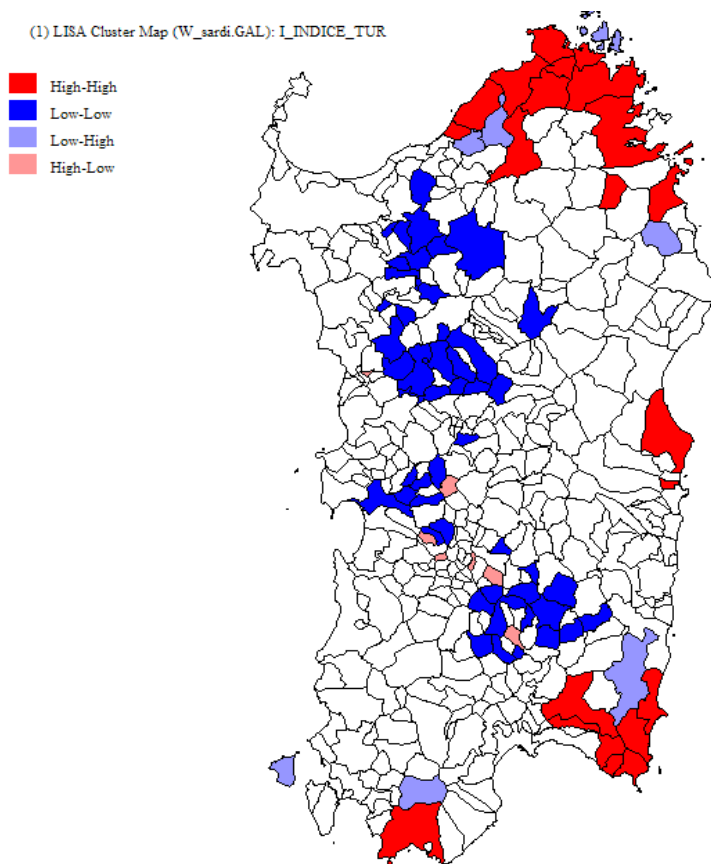 (1) LISA Cluster Map (W_sardi.GAL): I_INDICE_TUR
High-High
Low-Low
Low-High
High-Low